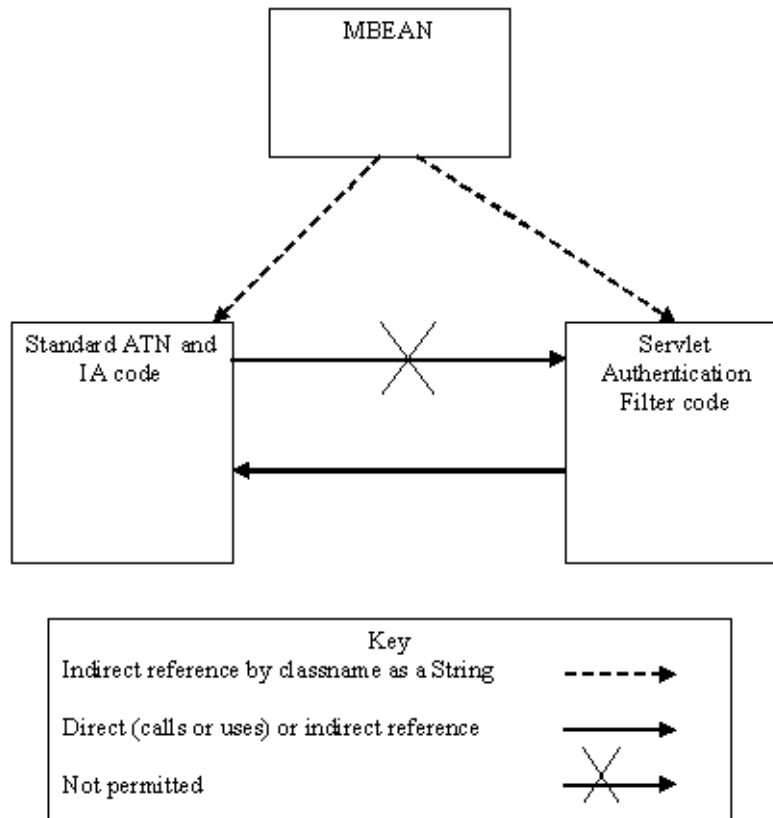 MBEAN
Standard ATN and
IA code
Servlet
Authentication
Filter code
Key
Indirect reference by classname as a String
Direct (calls or uses) or indirect reference
Not permitted